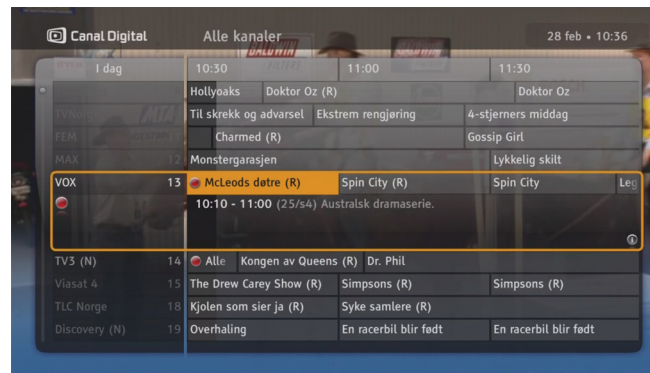 Canal Digital Alle kanaler 28 feb • 10:36
I dag 10:30 11:00 11:30
Hollyoaks Doktor Oz (R) Doktor Oz
Til skrekk og advarsel Ekstrem rengjøring 4-stjerners middag
FEM Charmed (R) Gossip Girl
MAX 12 Monstergarasjen Lykkelig skilt
VOX 13 McLeods døtre (R) Spin City (R) Spin City Leg
10:10 - 11:00 (25/s4) Australsk dramaserie.
TV3 (N) 14 Alle Kongen av Queens (R) Dr. Phil
Viasat 4 15 The Drew Carey Show (R) Simpsons (R) Simpsons (R)
TLC Norge 18 Kjolen som sier ja (R) Syke samlere (R)
Discovery (N) 19 Overhaling En racerbil blir født En racerbil blir født